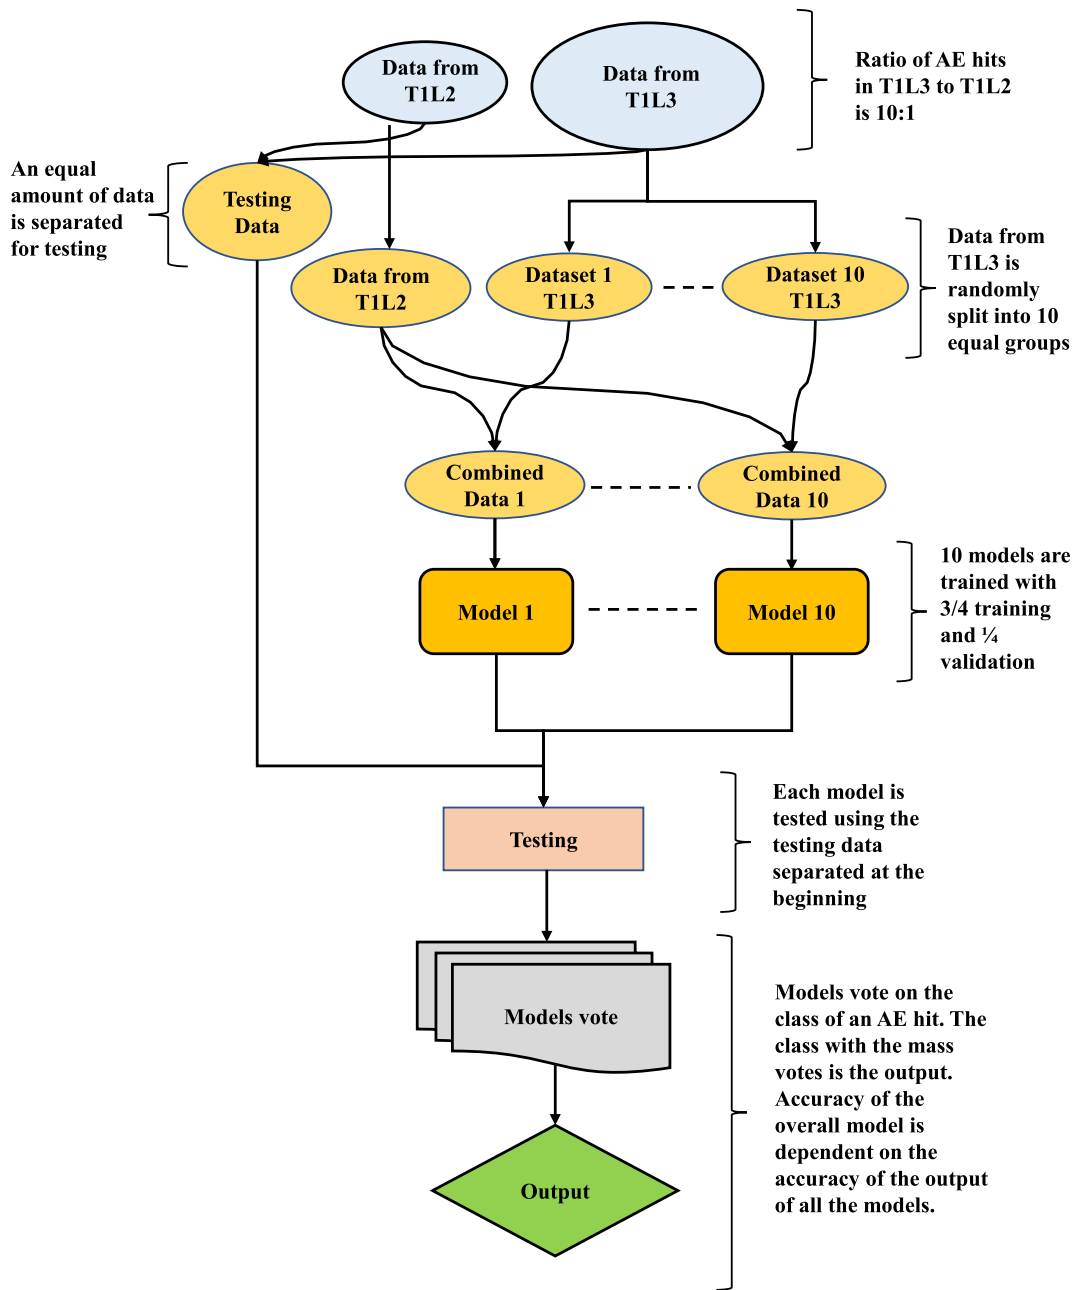 Data from
T1L2
Data from
T1L3
Ratio of AE hits
in T1L3 to T1L2
is 10:1
An equal
amount of data
is separated
for testing
Testing
Data
Data from
T1L2
Dataset 1
T1L3
Dataset 10
T1L3
Data from
T1L3 is
randomly
split into 10
equal groups
Combined
Data 1
Combined
Data 10
Model 1
Model 10
10 models are
trained with
3/4 training
and ¼
validation
Testing
Each model is
tested using the
testing data
separated at the
beginning
Models vote
Models vote on the
class of an AE hit. The
class with the mass
votes is the output.
Accuracy of the
overall model is
dependent on the
accuracy of the output
of all the models.
Output